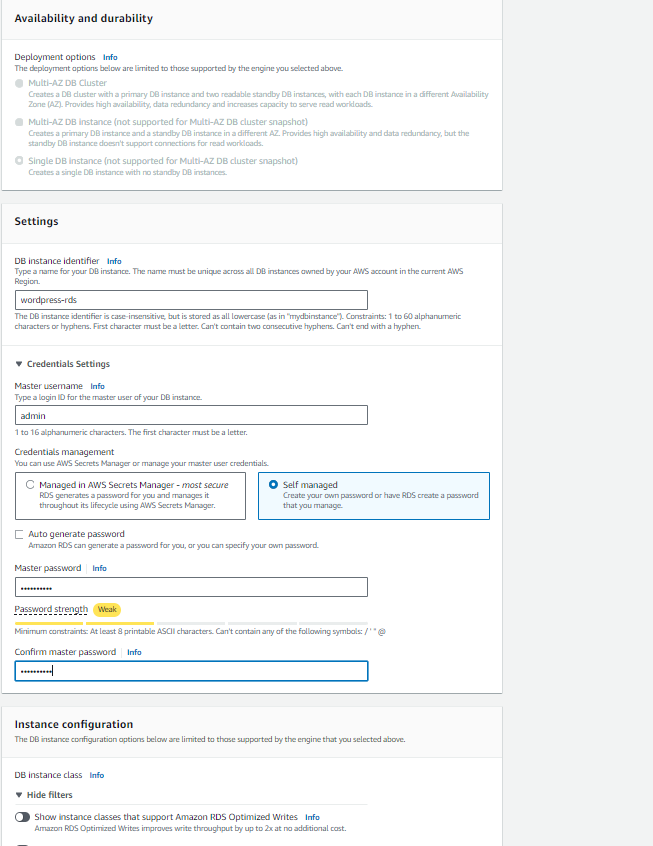 Availability and durability
Deployment options Info
The deployment options below are limited to those supported by the engine you selected above.
Multi-AZ DB Cluster
Creates a DB cluster with a primary DB instance and two readable standby DB instances, with each DB instance in a different Availability
Zone (AZ). Provides high availability, data redundancy and increases capacity to serve read workloads.
Multi-AZ DB instance (not supported for Multi-AZ DB cluster snapshot)
Creates a primary DB instance and a standby DB instance in a different AZ. Provides high availability and data redundancy, but the
standby DB instance doesn't support connections for read workloads.
Single DB instance (not supported for Multi-AZ DB cluster snapshot)
Creates a single DB instance with no standby DB instances.
Settings
DB instance identifier Info
Type a name for your DB instance. The name must be unique across all DB instances owned by your AWS account in the current AWS
Region.
wordpress-rds
The DB instance identifier is case-insensitive, but is stored as all lowercase (as in "mydbinstance"). Constraints: 1 to 60 alphanumeric
characters or hyphens. First character must be a letter. Can't contain two consecutive hyphens. Can't end with a hyphen.
Credentials Settings
Master username Info
Type a login ID for the master user of your DB instance.
admin
1 to 16 alphanumeric characters. The first character must be a letter.
Credentials management
You can use AWS Secrets Manager or manage your master user credentials.
Managed in AWS Secrets Manager - most secure
RDS generates a password for you and manages it
throughout its lifecycle using AWS Secrets Manager.
Self managed
Create your own password or have RDS create a password
that you manage.
Auto generate password
Amazon RDS can generate a password for you, or you can specify your own password.
Master password Info
••••••••••
Password strength Weak
Minimum constraints: At least 8 printable ASCII characters. Can't contain any of the following symbols: / ' " @
Confirm master password Info
••••••••••
Instance configuration
The DB instance configuration options below are limited to those supported by the engine that you selected above.
DB instance class Info
Hide filters
Show instance classes that support Amazon RDS Optimized Writes Info
Amazon RDS Optimized Writes improves write throughput by up to 2x at no additional cost.